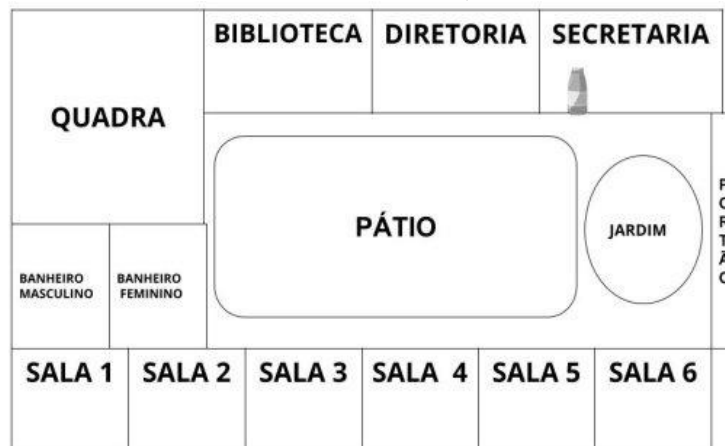 BIBLIOTECA
DIRETORIA
SECRETARIA
QUADRA
PÁTIO
JARDIM
BANHEIRO
MASCULINO
BANHEIRO
FEMININO
SALA 1
SALA 2
SALA 3
SALA 4
SALA 5
SALA 6